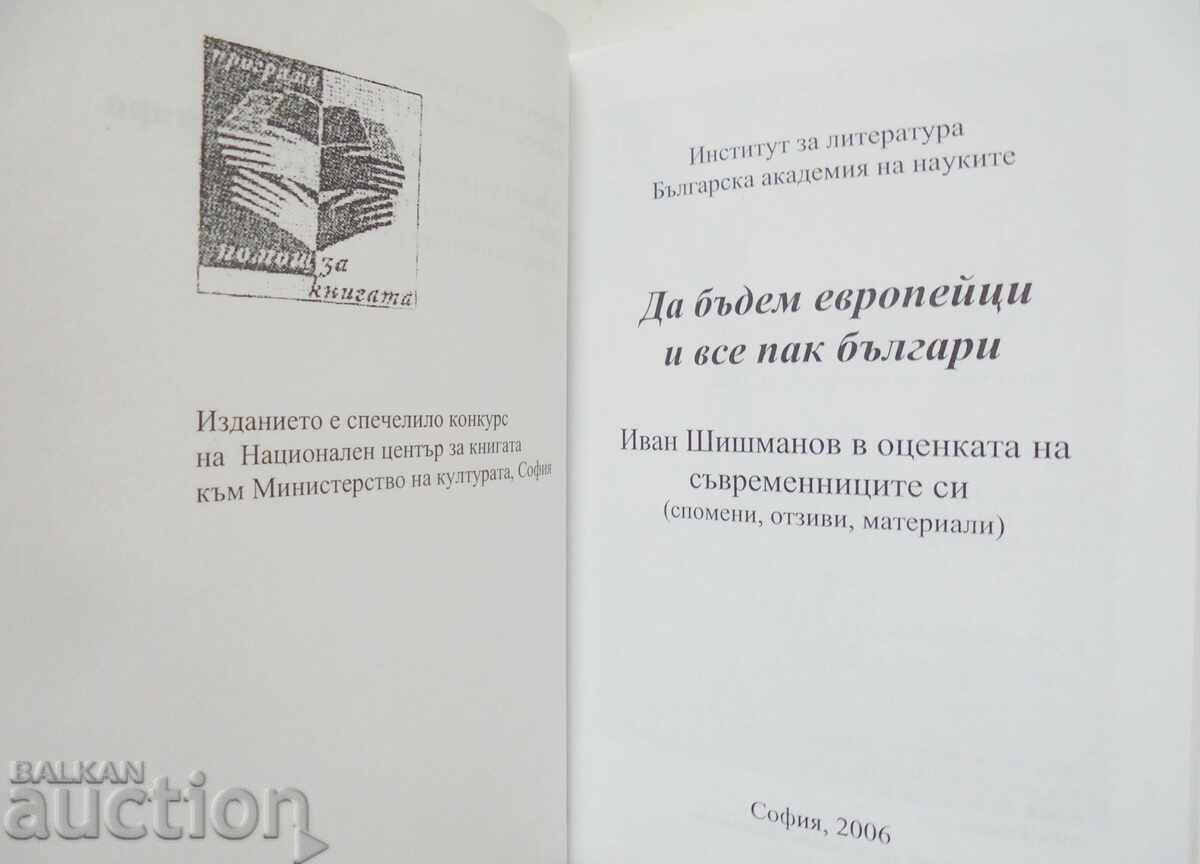 програма
помощ за
книгата
Изданието е спечелило конкурс
на Национален център за книгата
към Министерство на културата, София
Институт за литература
Българска академия на науките
Да бъдем европейци
и все пак българи
Иван Шишманов в оценката на
съвременниците си
(спомени, отзиви, материали)
София, 2006
BALKAN
auction